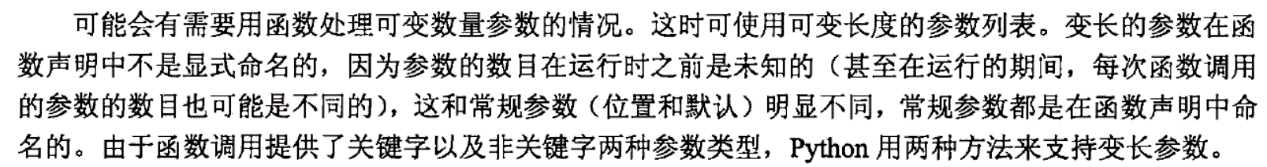 可能会有需要用函数处理可变数量参数的情况。这时可使用可变长度的参数列表。变长的参数在函
数声明中不是显式命名的，因为参数的数目在运行时之前是未知的（甚至在运行的期间，每次函数调用
的参数的数目也可能是不同的），这和常规参数（位置和默认）明显不同，常规参数都是在函数声明中命
名的。由于函数调用提供了关键字以及非关键字两种参数类型，Python 用两种方法来支持变长参数。